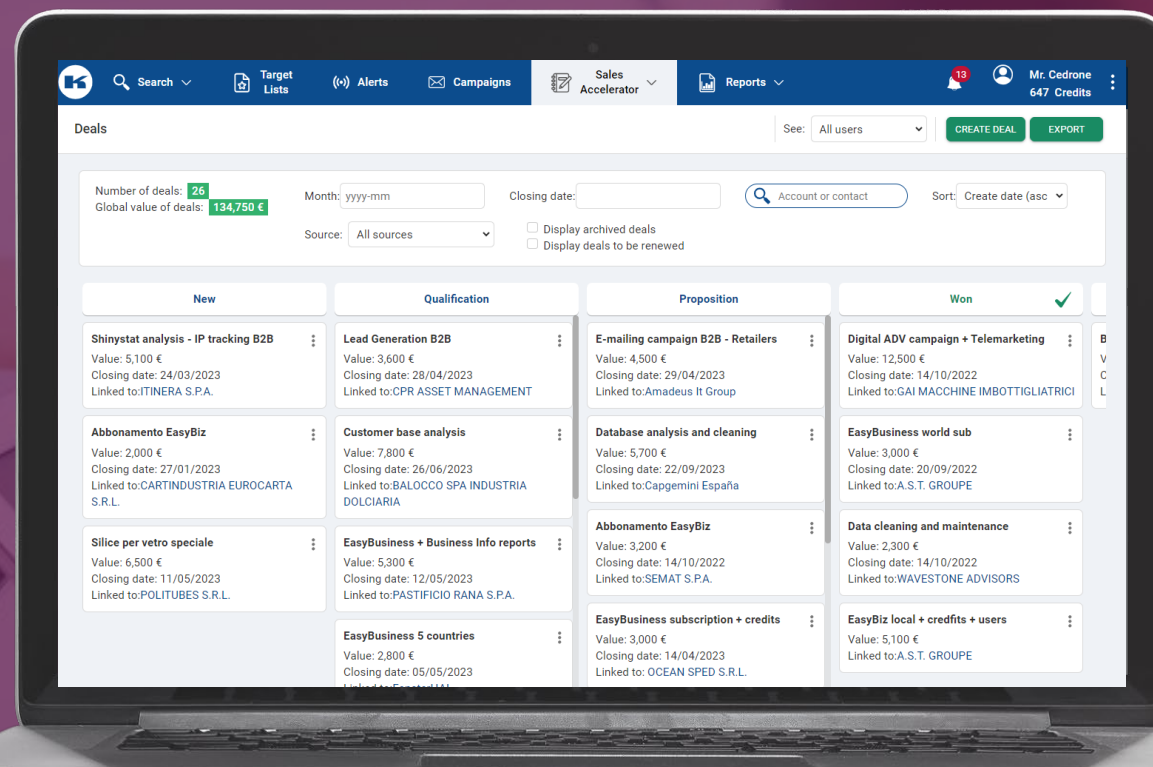 K
Search
Target
Lists
Alerts
Campaigns
Sales
Accelerator
Reports
13
Mr. Cedrone
647 Credits
Deals
See:
All users
CREATE DEAL
EXPORT
Number of deals: 26
Global value of deals: 134,750 €
Month: yyyy-mm
Closing date:
Account or contact
Sort: Create date (asc
Source: All sources
Display archived deals
Display deals to be renewed
New
Shinystat analysis - IP tracking B2B
Value: 5,100 €
Closing date: 24/03/2023
Linked to:ITINERA S.P.A.
Abbonamento EasyBiz
Value: 2,000 €
Closing date: 27/01/2023
Linked to:CARTINDUSTRIA EUROCARTA
S.R.L.
Silice per vetro speciale
Value: 6,500 €
Closing date: 11/05/2023
Linked to:POLITUBES S.R.L.
Qualification
Lead Generation B2B
Value: 3,600 €
Closing date: 28/04/2023
Linked to:CPR ASSET MANAGEMENT
Customer base analysis
Value: 7,800 €
Closing date: 26/06/2023
Linked to:BALOCCO SPA INDUSTRIA
DOLCIARIA
EasyBusiness + Business Info reports
Value: 5,300 €
Closing date: 12/05/2023
Linked to:PASTIFICIO RANA S.P.A.
EasyBusiness 5 countries
Value: 2,800 €
Closing date: 05/05/2023
Proposition
E-mailing campaign B2B - Retailers
Value: 4,500 €
Closing date: 29/04/2023
Linked to:Amadeus It Group
Database analysis and cleaning
Value: 5,700 €
Closing date: 22/09/2023
Linked to:Capgemini España
Abbonamento EasyBiz
Value: 3,200 €
Closing date: 14/10/2022
Linked to:SEMAT S.P.A.
EasyBusiness subscription + credits
Value: 3,000 €
Closing date: 14/04/2023
Linked to: OCEAN SPED S.R.L.
Won
Digital ADV campaign + Telemarketing
Value: 12,500 €
Closing date: 14/10/2022
Linked to:GAI MACCHINE IMBOTTIGLIATRICI
EasyBusiness world sub
Value: 3,000 €
Closing date: 20/09/2022
Linked to:A.S.T. GROUPE
Data cleaning and maintenance
Value: 2,300 €
Closing date: 14/10/2022
Linked to:WAVESTONE ADVISORS
EasyBiz local + credfits + users
Value: 5,100 €
Linked to:A.S.T. GROUPE